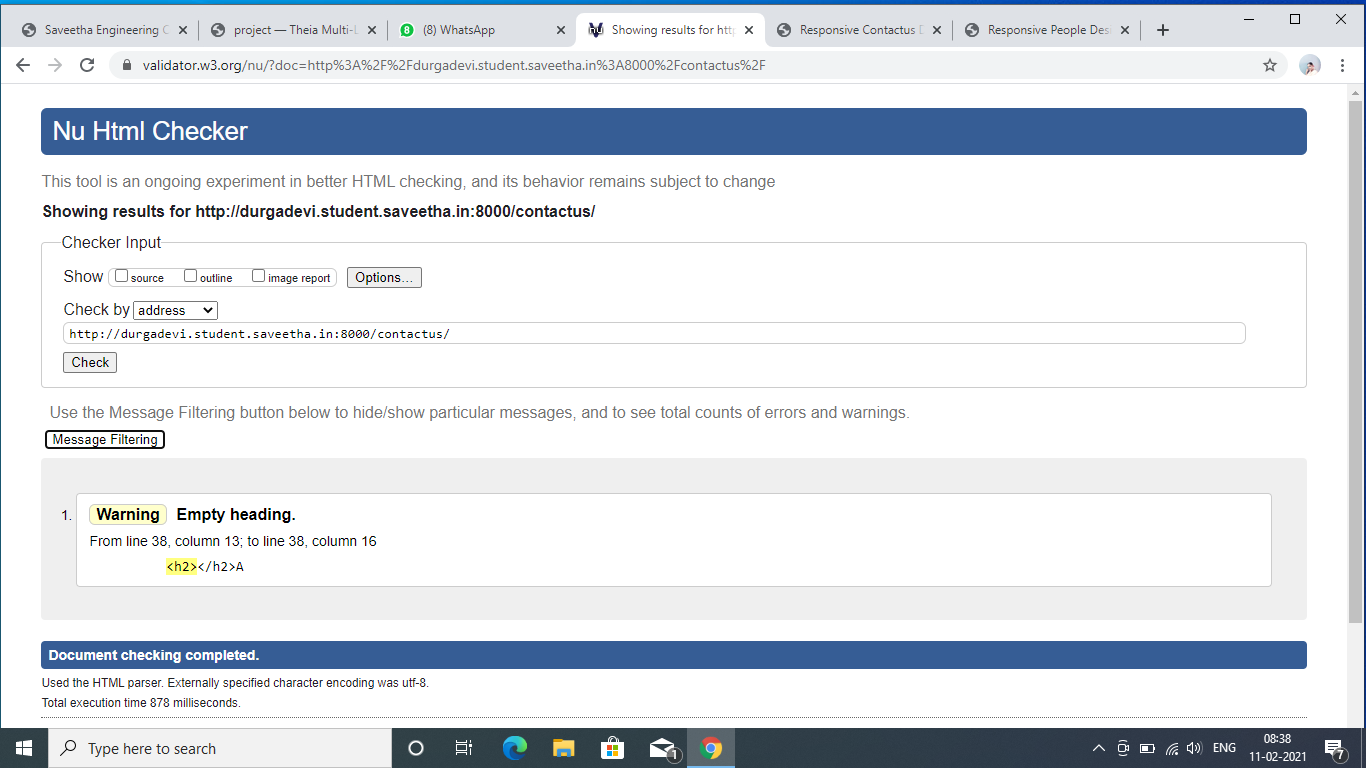 Saveetha Engineering C
project — Theia Multi-L
8 (8) WhatsApp
Showing results for http
Responsive Contactus D
Responsive People Desi
validator.w3.org/nu/?doc=http%3A%2F%2Fdurgadevi.student.saveetha.in%3A8000%2Fcontactus%2F
Nu Html Checker
This tool is an ongoing experiment in better HTML checking, and its behavior remains subject to change
Showing results for http://durgadevi.student.saveetha.in:8000/contactus/
Checker Input
Show source outline image report Options...
Check by address
http://durgadevi.student.saveetha.in:8000/contactus/
Check
Use the Message Filtering button below to hide/show particular messages, and to see total counts of errors and warnings.
Message Filtering
1. Warning Empty heading.
From line 38, column 13; to line 38, column 16
<h2></h2>A
Document checking completed.
Used the HTML parser. Externally specified character encoding was utf-8.
Total execution time 878 milliseconds.
Type here to search
1
ENG
08:38
11-02-2021
7